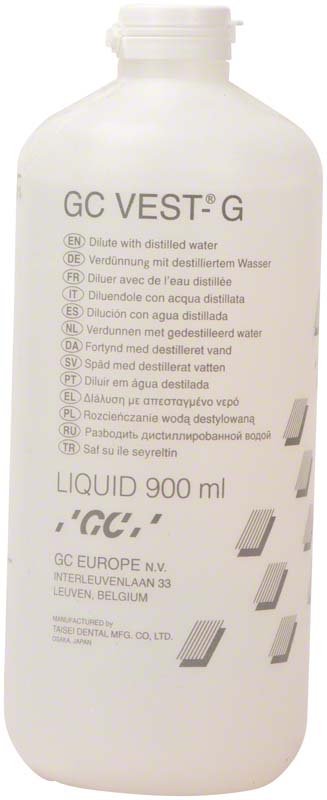 GC VEST-® G
EN Dilute with distilled water
DE Verdünnung mit destilliertem Wasser
FR Diluer avec de l'eau distillée
IT Diluendole con acqua distillata
ES Dilución con agua distillada
NL Verdunnen met gedestilleerd water
DA Fortynd med destilleret vand
SV Späd med destillerat vatten
PT Diluir em água destilada
EL Διάλυση με απεσταγμένο νερό
PL Rozcieńczanie wodą destylowaną
RU Разводить дистиллированной водой
TR Saf su ile seyreltin
LIQUID 900 ml
GC
GC EUROPE N.V.
INTERLEUVENLAAN 33
LEUVEN, BELGIUM
MANUFACTURED by
TAISEI DENTAL MFG. CO, LTD.
OSAKA, JAPAN